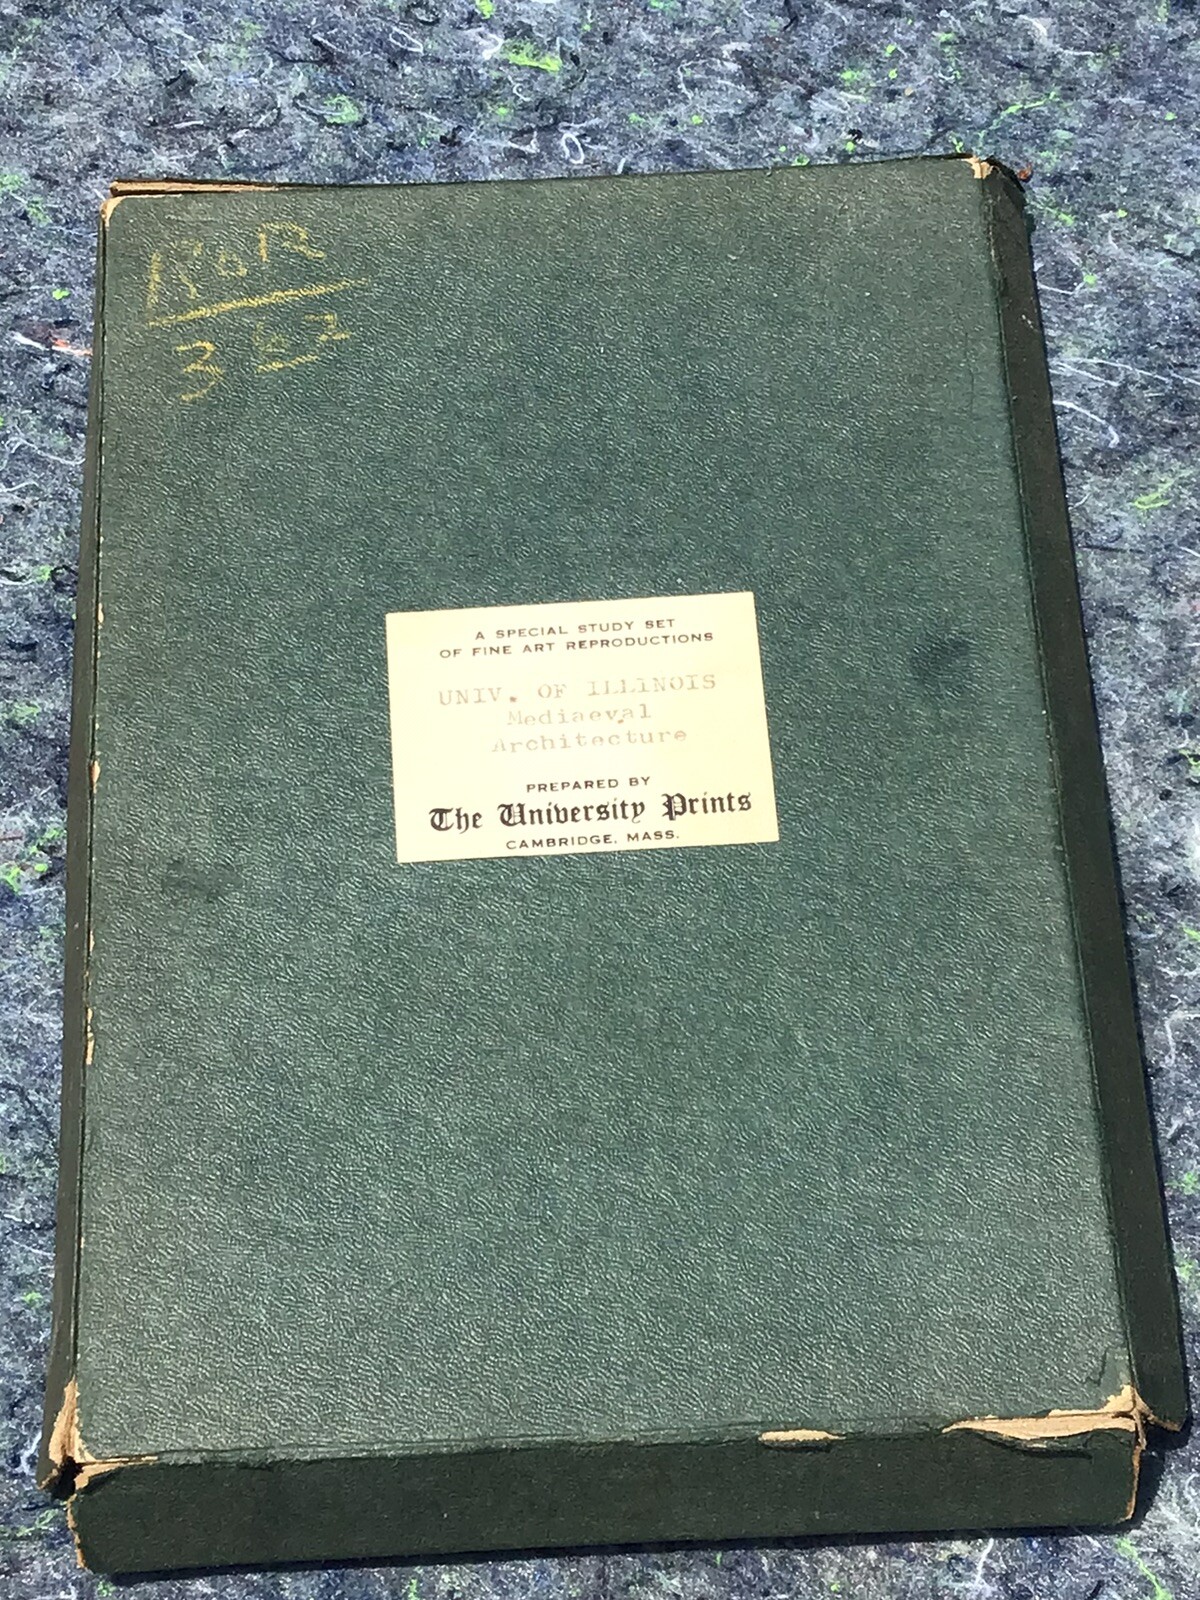 A SPECIAL STUDY SET
OF FINE ART REPRODUCTIONS
UNIV. OF ILLINOIS
Mediaeval
Architecture
PREPARED BY
The University Prints
CAMBRIDGE, MASS.